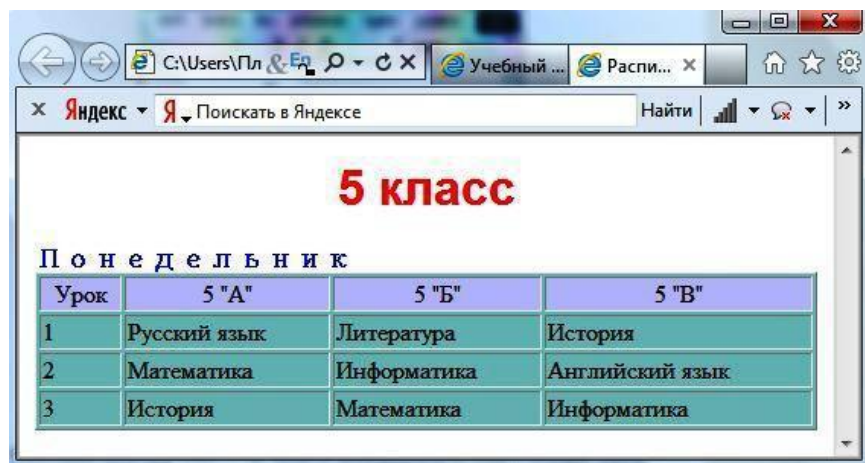 C:\Users\Пл
Учебный ...
Распи...
Яндекс
Я
Поискать в Яндексе
Найти
»
5 класс
Понедельник
Урок 5 "А" 5 "Б" 5 "В"
1 Русский язык Литература История
2 Математика Информатика Английский язык
3 История Математика Информатика